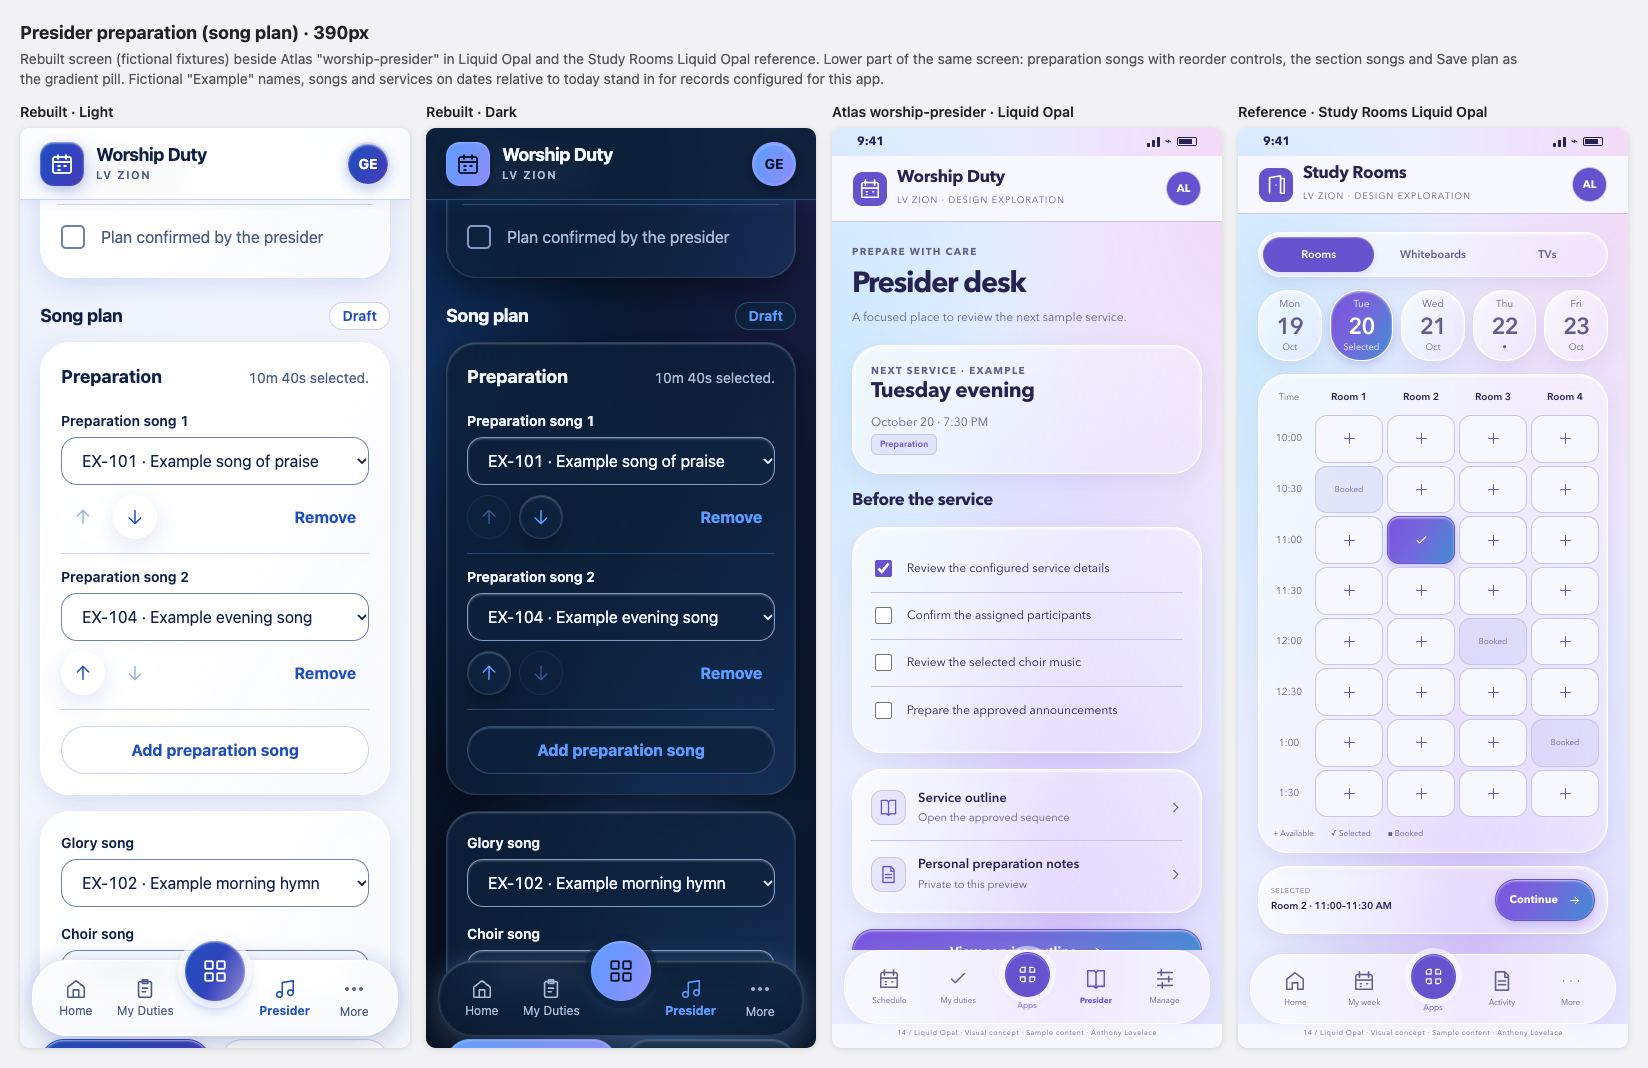 Presider preparation (song plan) · 390px
Rebuilt screen (fictional fixtures) beside Atlas "worship-presider" in Liquid Opal and the Study Rooms Liquid Opal reference. Lower part of the same screen: preparation songs with reorder controls, the section songs and Save plan as
the gradient pill. Fictional "Example" names, songs and services on dates relative to today stand in for records configured for this app.
Rebuilt · Light
Worship Duty
LV ZION
GE
Plan confirmed by the presider
Song plan
Draft
Preparation
10m 40s selected.
Preparation song 1
EX-101 · Example song of praise
Remove
Preparation song 2
EX-104 · Example evening song
Remove
Add preparation song
Glory song
EX-102 · Example morning hymn
Choir song
Home
My Duties
Presider
More
Rebuilt · Dark
Worship Duty
LV ZION
GE
Plan confirmed by the presider
Song plan
Draft
Preparation
10m 40s selected.
Preparation song 1
EX-101 · Example song of praise
Remove
Preparation song 2
EX-104 · Example evening song
Remove
Add preparation song
Glory song
EX-102 · Example morning hymn
Choir song
Home
My Duties
Presider
More
Atlas worship-presider · Liquid Opal
9:41
Worship Duty
LV ZION · DESIGN EXPLORATION
AL
PREPARE WITH CARE
Presider desk
A focused place to review the next sample service.
NEXT SERVICE · EXAMPLE
Tuesday evening
October 20 · 7:30 PM
Preparation
Before the service
Review the configured service details
Confirm the assigned participants
Review the selected choir music
Prepare the approved announcements
Service outline
Open the approved sequence
Personal preparation notes
Private to this preview
Schedule
My duties
Apps
Presider
Manage
14 / Liquid Opal · Visual concept · Sample content · Anthony Lovelace
Reference · Study Rooms Liquid Opal
9:41
Study Rooms
LV ZION · DESIGN EXPLORATION
AL
Rooms Whiteboards TVs
Mon Tue Wed Thu Fri
19 20 21 22 23
Oct Selected Oct • Oct
Time Room 1 Room 2 Room 3 Room 4
10:00 + + + +
10:30 Booked + + +
11:00 + ✓ + +
11:30 + + + +
12:00 + + Booked +
12:30 + + + +
1:00 + + + Booked
1:30 + + + +
+ Available ✓ Selected ■ Booked
SELECTED
Room 2 · 11:00–11:30 AM
Continue →
Home
My week
Apps
Activity
More
14 / Liquid Opal · Visual concept · Sample content · Anthony Lovelace